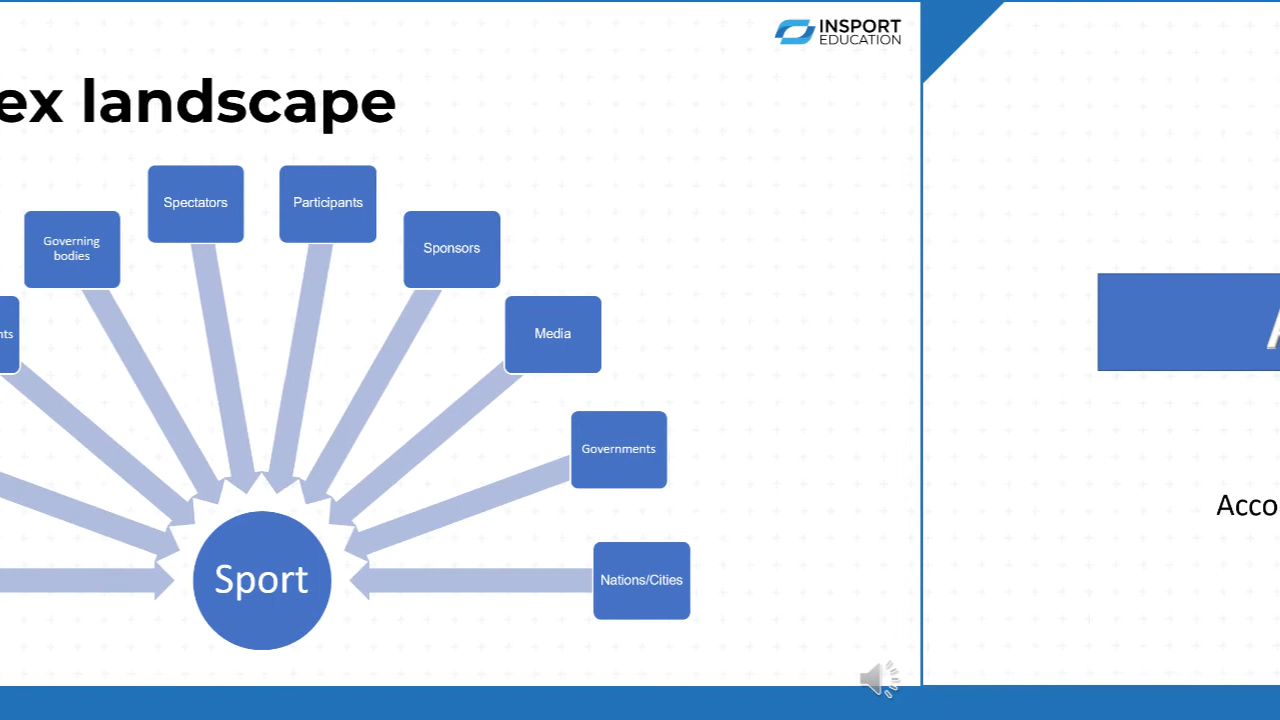 INSPORT
EDUCATION
ex landscape
Spectators
Participants
Governing
bodies
Sponsors
nts
Media
Governments
Sport
Nations/Cities
Acco